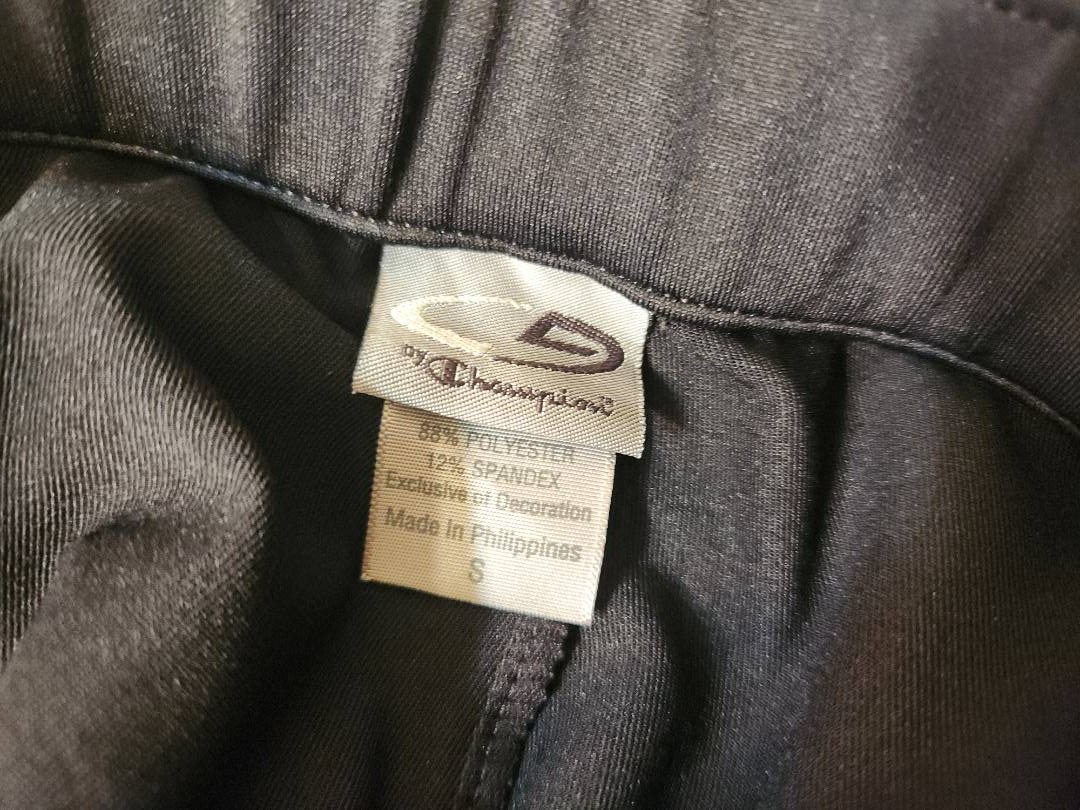 by Champion
88% POLYESTER
12% SPANDEX
Exclusive of Decoration
Made in Philippines
S